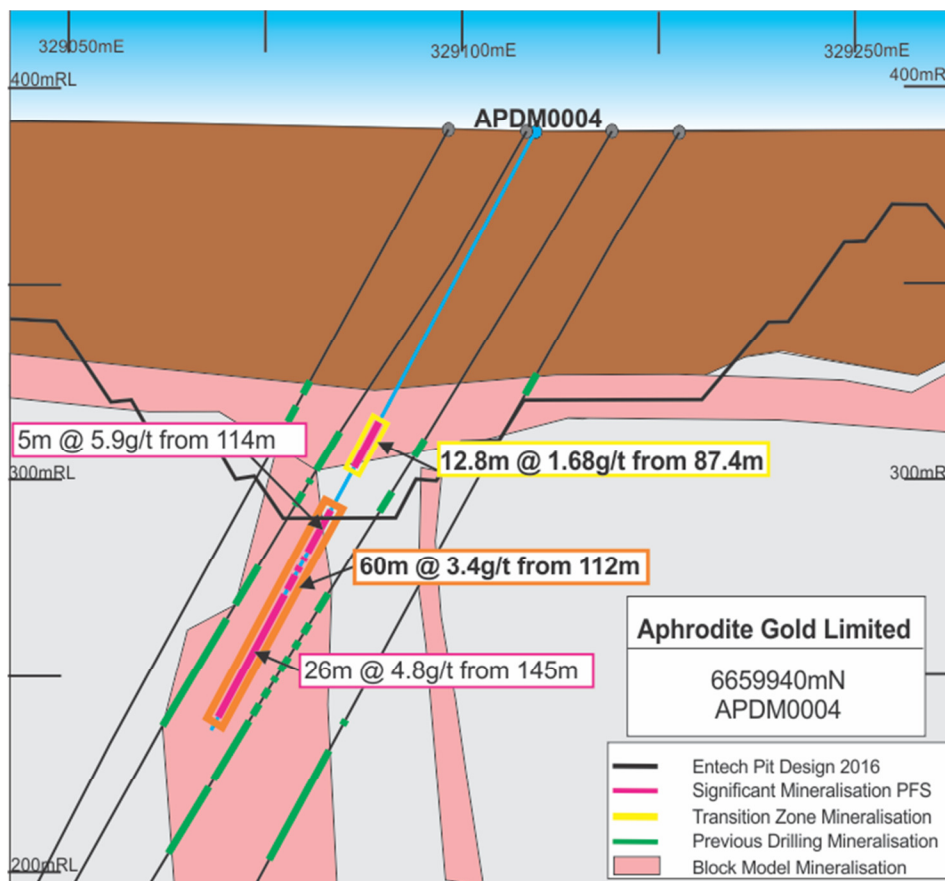 329050mE
329100mE
329250mE
400mRL
400mRL
APDM0004
5m @ 5.9g/t from 114m
12.8m @ 1.68g/t from 87.4m
300mRL
300mRL
60m @ 3.4g/t from 112m
26m @ 4.8g/t from 145m
Aphrodite Gold Limited
6659940mN
APDM0004
Entech Pit Design 2016
Significant Mineralisation PFS
Transition Zone Mineralisation
Previous Drilling Mineralisation
Block Model Mineralisation
200mRL